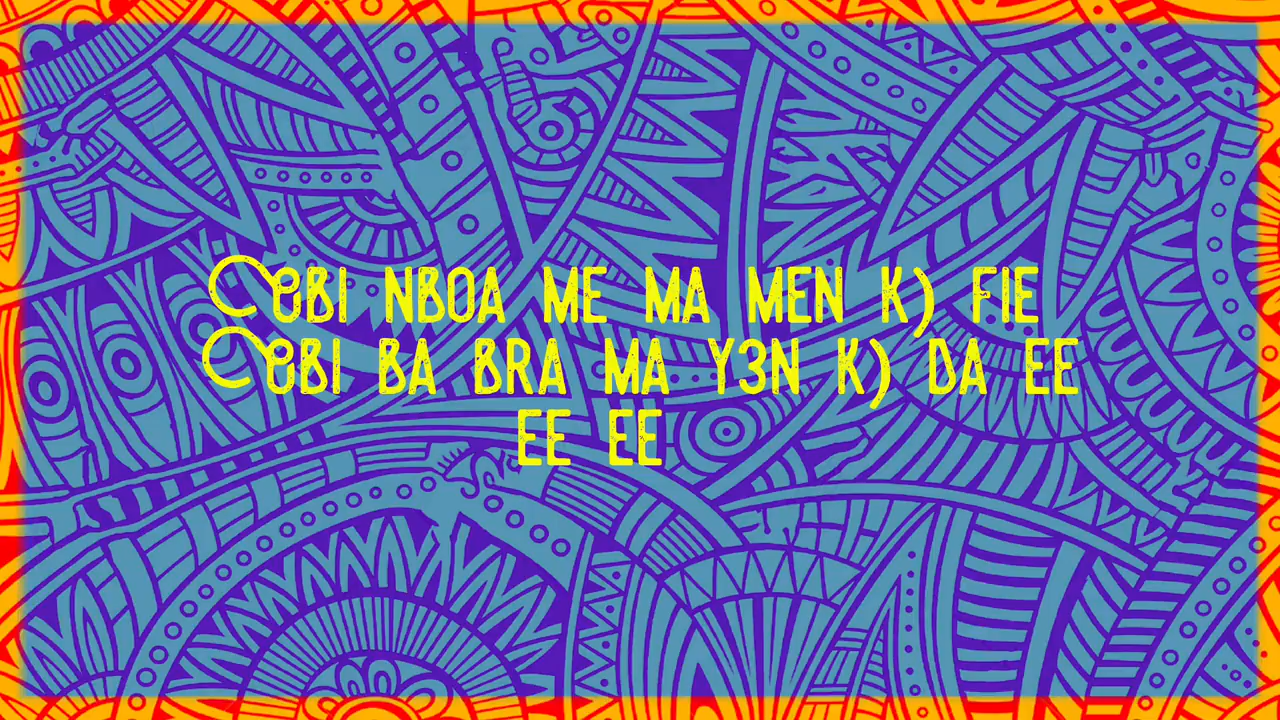 OBI NBOA ME MA MEN K) FIE
OBI BA BRA MA Y3N K) DA EE
EE EE